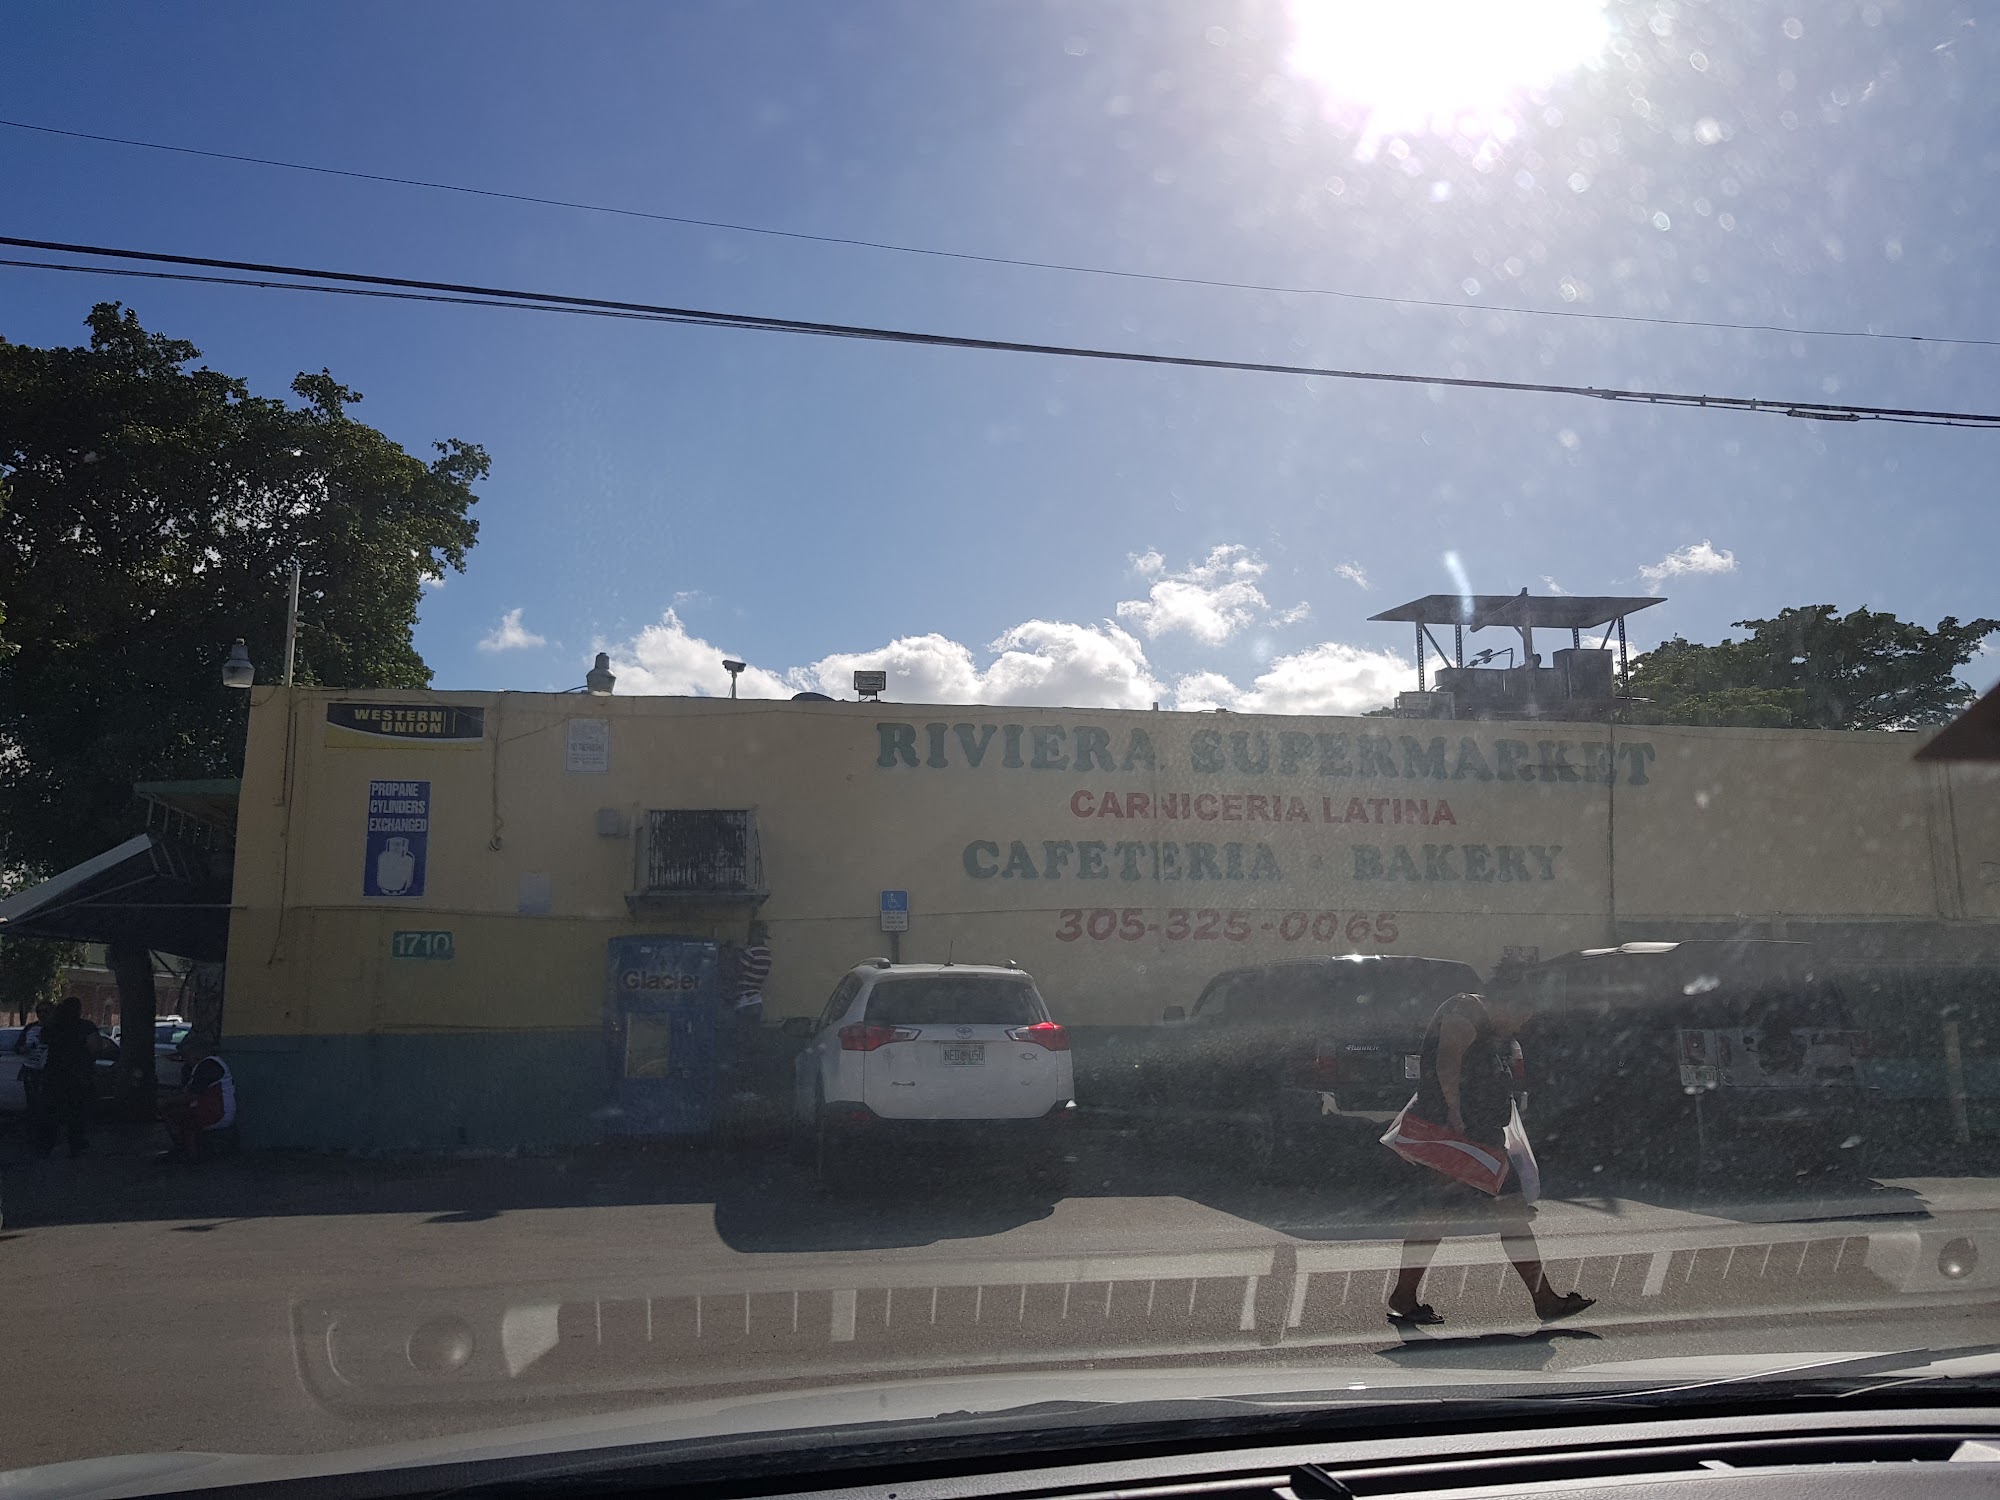 WESTERN
UNION
PROPANE
CYLINDERS
EXCHANGED
1710
Glacier
RIVIERA SUPERMARKET
CARNICERIA LATINA
CAFETERIA · BAKERY
305-325-0065